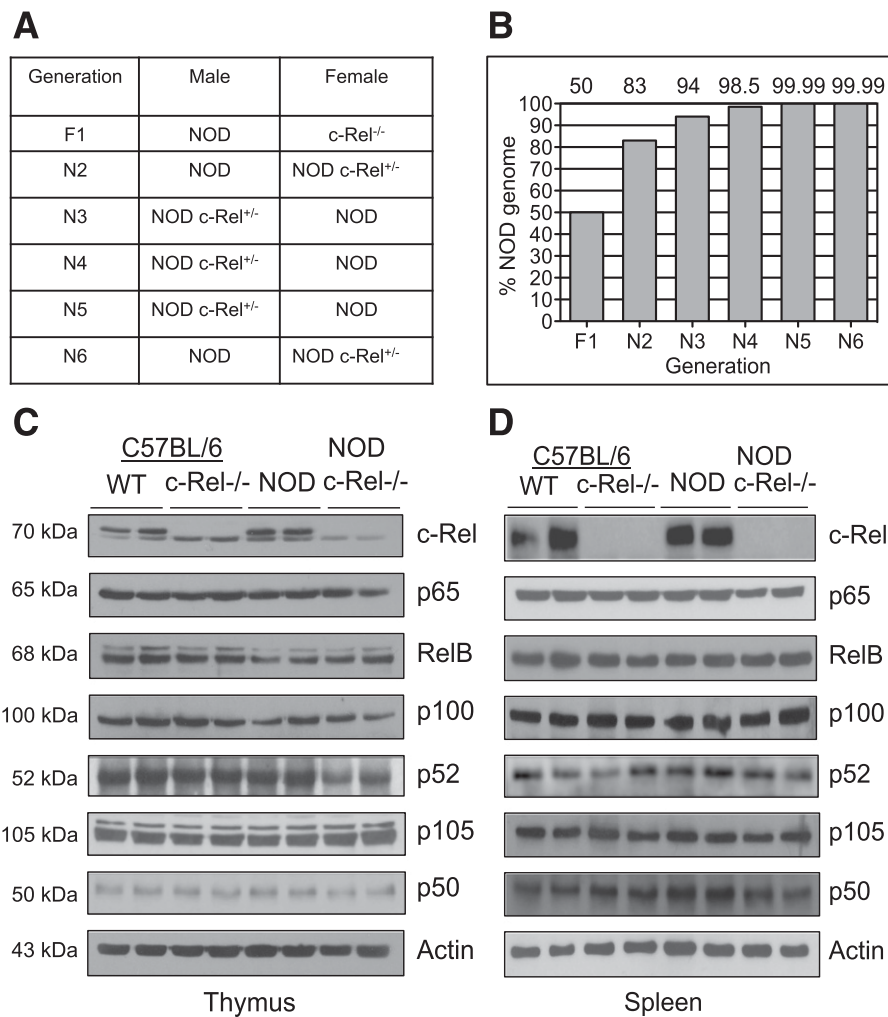 A
Generation Male Female
F1 NOD c-Rel-/-
N2 NOD NOD c-Rel+/-
N3 NOD c-Rel+/- NOD
N4 NOD c-Rel+/- NOD
N5 NOD c-Rel+/- NOD
N6 NOD NOD c-Rel+/-
B
50 83 94 98.5 99.99 99.99
% NOD genome
100
90
80
70
60
50
40
30
20
10
0
F1 N2 N3 N4 N5 N6
Generation
C
C57BL/6 NOD
WT c-Rel-/- NOD c-Rel-/-
70 kDa c-Rel
65 kDa p65
68 kDa RelB
100 kDa p100
52 kDa p52
105 kDa p105
50 kDa p50
43 kDa Actin
Thymus
D
C57BL/6 NOD
WT c-Rel-/- NOD c-Rel-/-
c-Rel
p65
RelB
p100
p52
p105
p50
Actin
Spleen